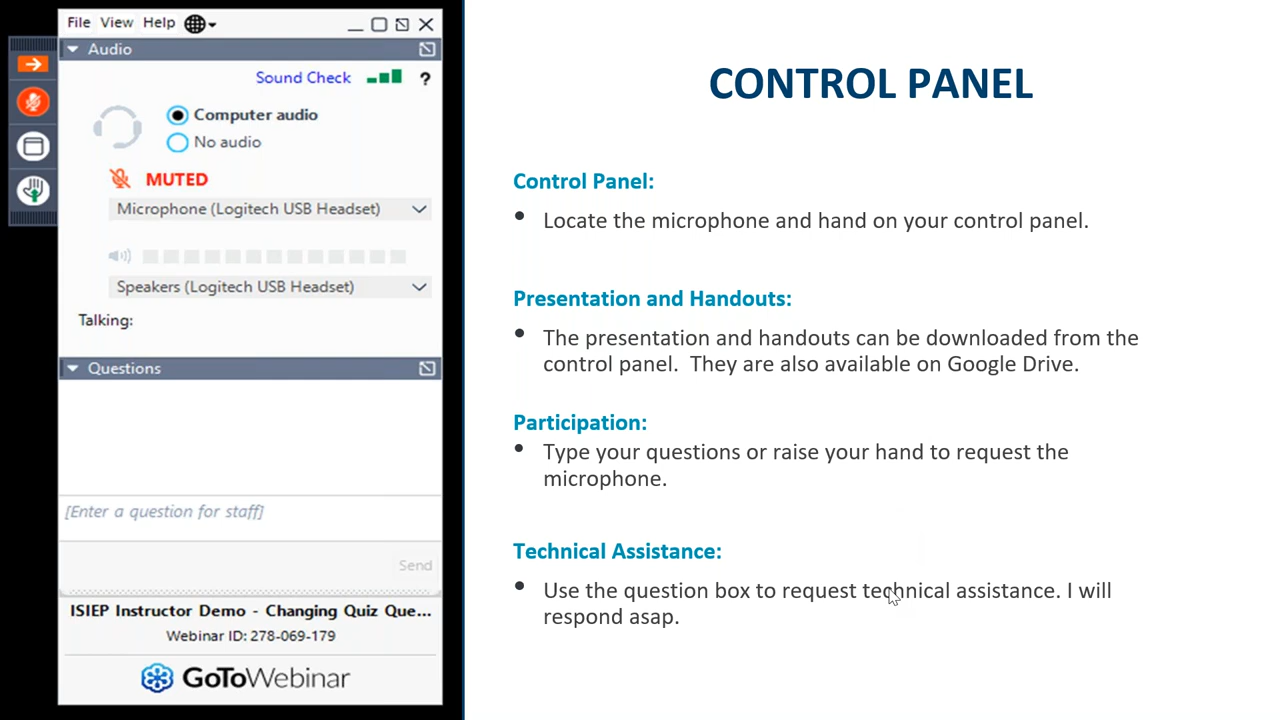 File View Help
Audio
Sound Check ?
Computer audio
No audio
MUTED
Microphone (Logitech USB Headset)
Speakers (Logitech USB Headset)
Talking:
Questions
[Enter a question for staff]
Send
ISIEP Instructor Demo - Changing Quiz Que...
Webinar ID: 278-069-179
GoToWebinar
CONTROL PANEL
Control Panel:
• Locate the microphone and hand on your control panel.
Presentation and Handouts:
• The presentation and handouts can be downloaded from the
control panel.  They are also available on Google Drive.
Participation:
• Type your questions or raise your hand to request the
microphone.
Technical Assistance:
• Use the question box to request technical assistance. I will
respond asap.